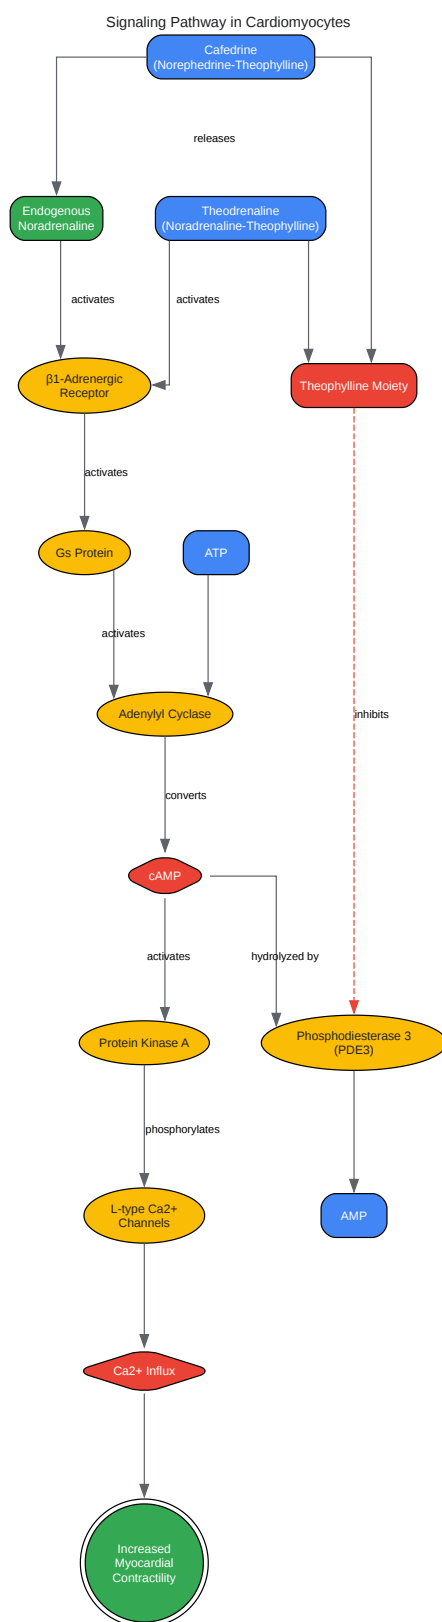 Signaling Pathway in Cardiomyocytes
Cafedrine
(Norephedrine-Theophylline)
releases
Endogenous
Noradrenaline
Theodrenaline
(Noradrenaline-Theophylline)
activates
activates
β1-Adrenergic
Receptor
Theophylline Moiety
activates
Gs Protein
ATP
activates
Adenylyl Cyclase
inhibits
converts
cAMP
activates
hydrolyzed by
Protein Kinase A
Phosphodiesterase 3
(PDE3)
phosphorylates
L-type Ca2+
Channels
AMP
Ca2+ Influx
Increased
Myocardial
Contractility